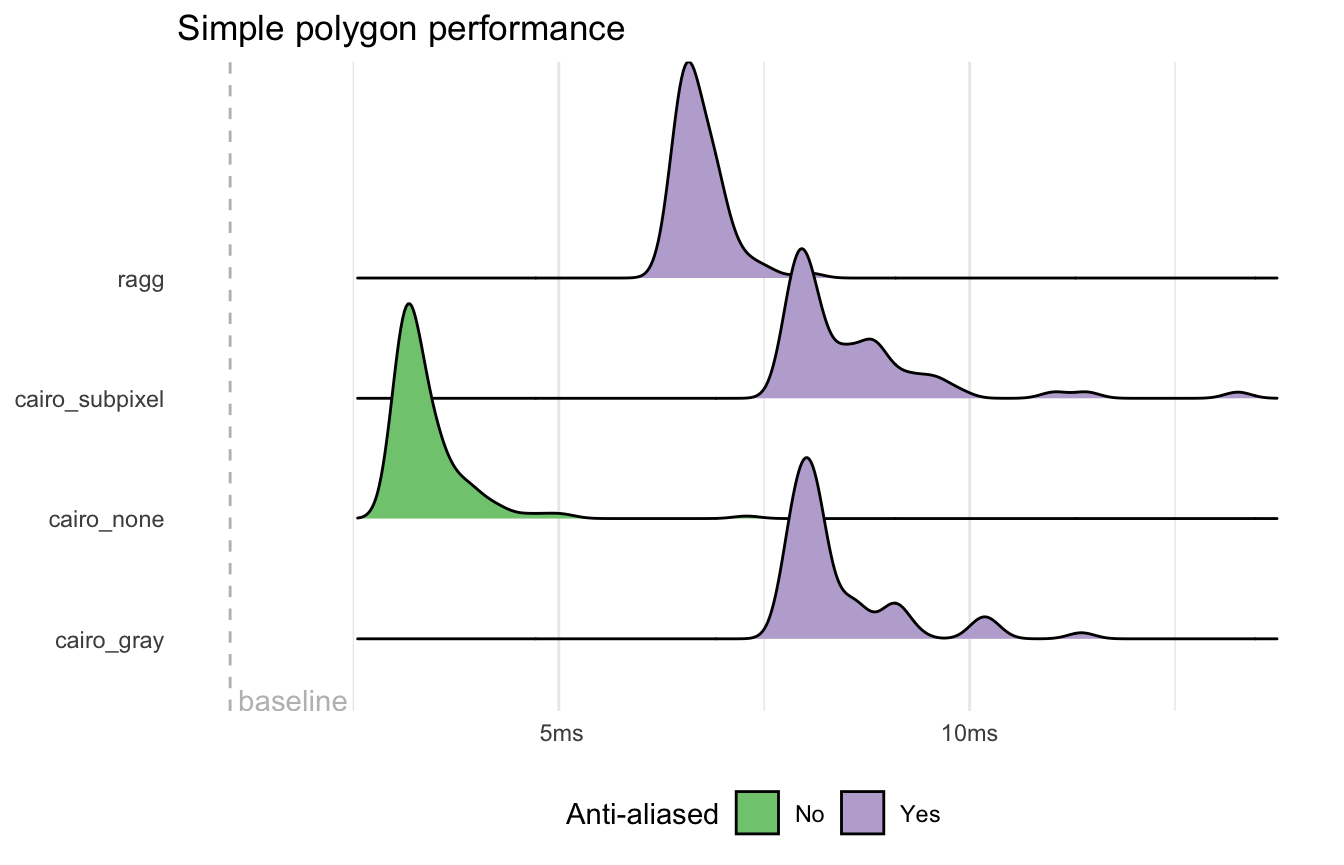 Simple polygon performance
ragg
cairo_subpixel
cairo_none
cairo_gray
baseline
5ms 10ms
Anti-aliased No Yes